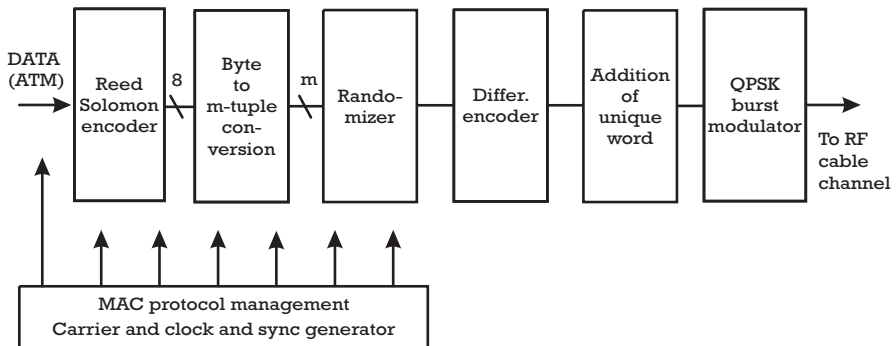 DATA
(ATM)
Reed
Solomon
encoder
8
Byte
to
m-tuple
con-
version
m
Rando-
mizer
Differ.
encoder
Addition
of
unique
word
QPSK
burst
modulator
To RF
cable
channel
MAC protocol management
Carrier and clock and sync generator